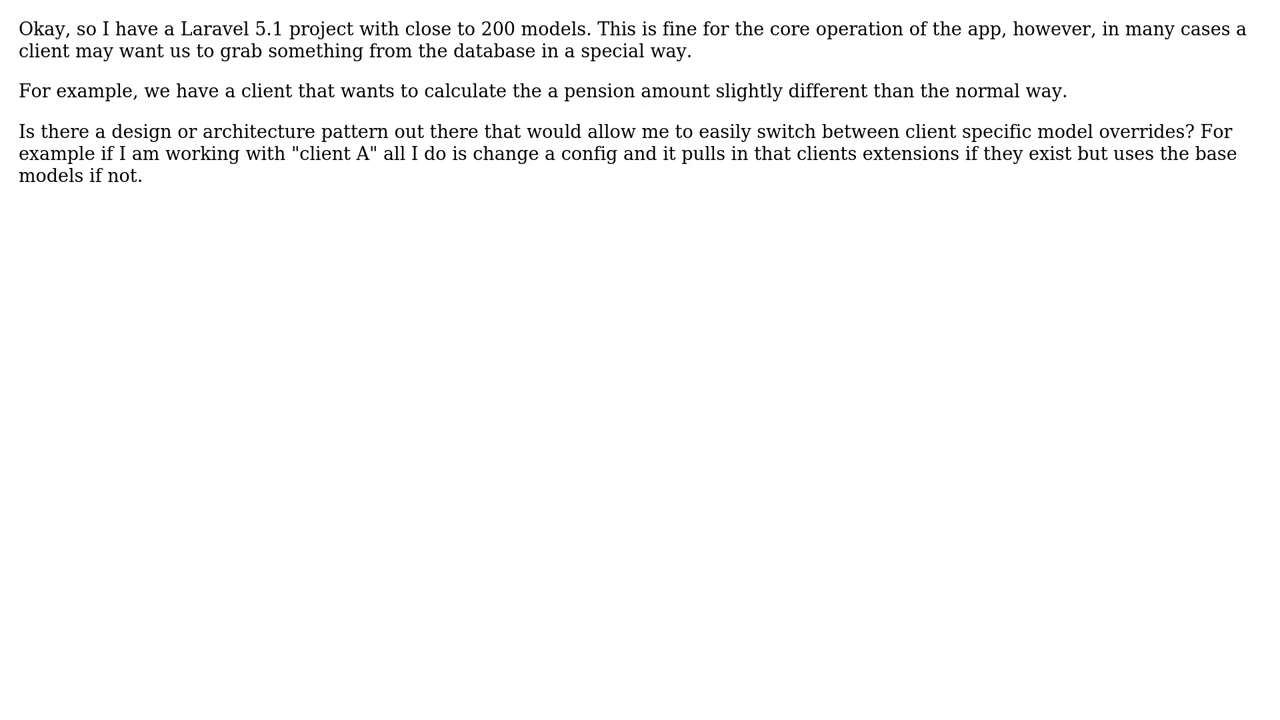 Okay, so I have a Laravel 5.1 project with close to 200 models. This is fine for the core operation of the app, however, in many cases a
client may want us to grab something from the database in a special way.
For example, we have a client that wants to calculate the a pension amount slightly different than the normal way.
Is there a design or architecture pattern out there that would allow me to easily switch between client specific model overrides? For
example if I am working with "client A" all I do is change a config and it pulls in that clients extensions if they exist but uses the base
models if not.